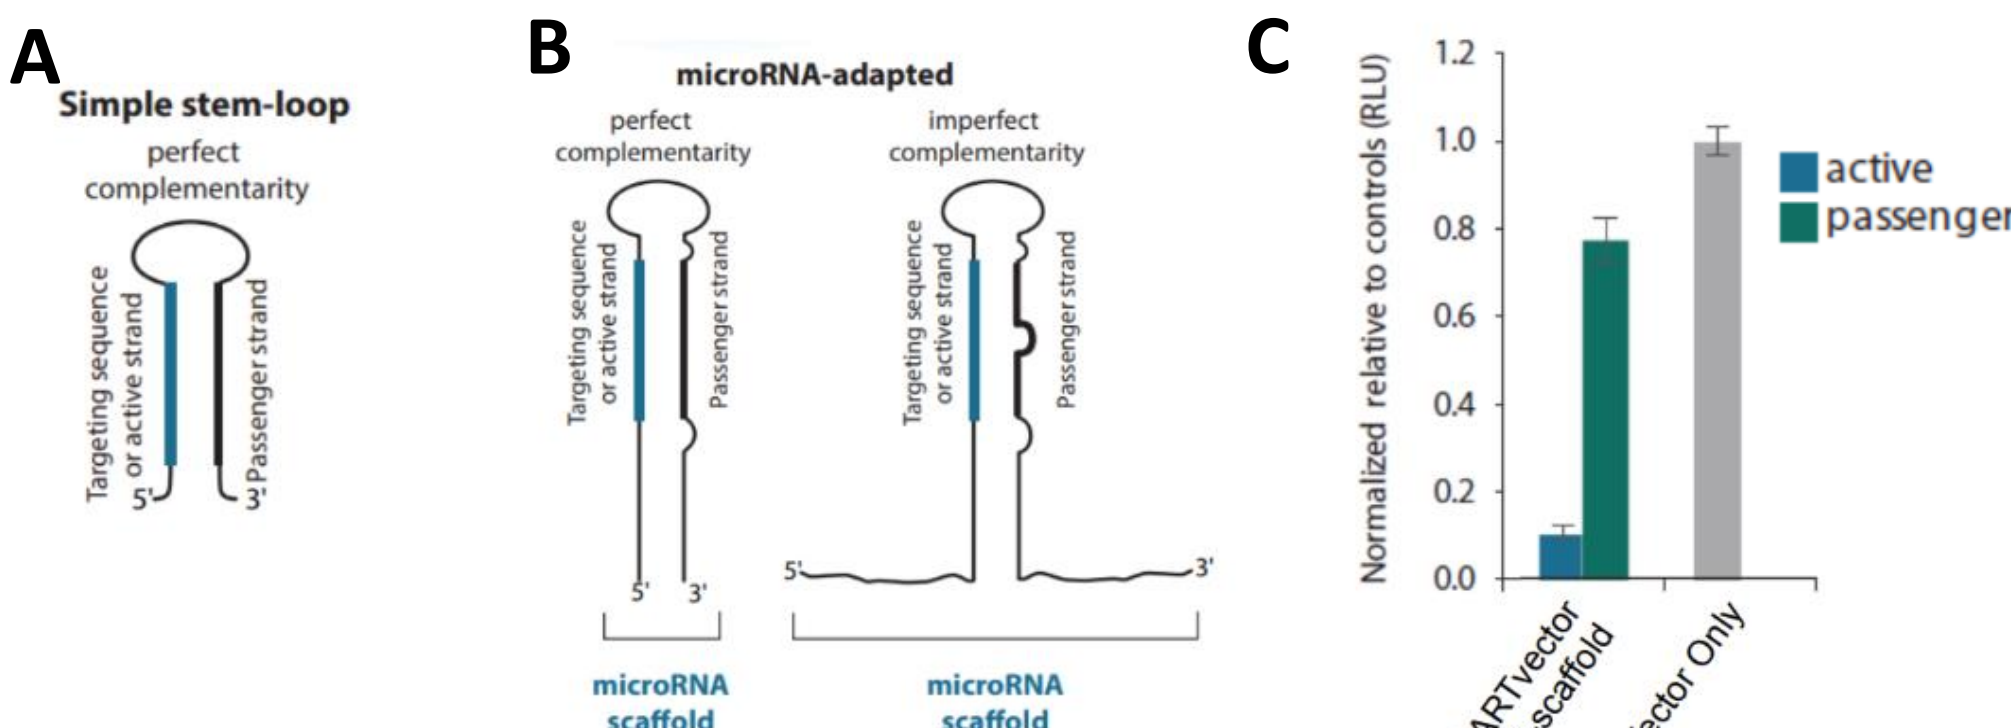 A
Simple stem-loop
perfect
complementarity
Targeting sequence
or active strand
Passenger strand
5'
3'
B
microRNA-adapted
perfect
complementarity
Targeting sequence
or active strand
Passenger strand
5'
3'
microRNA
scaffold
imperfect
complementarity
Targeting sequence
or active strand
Passenger strand
5'
3'
microRNA
scaffold
C
Normalized relative to controls (RLU)
1.2
1.0
0.8
0.6
0.4
0.2
0.0
active
passenger
ARTvector
scaffold
ector Only